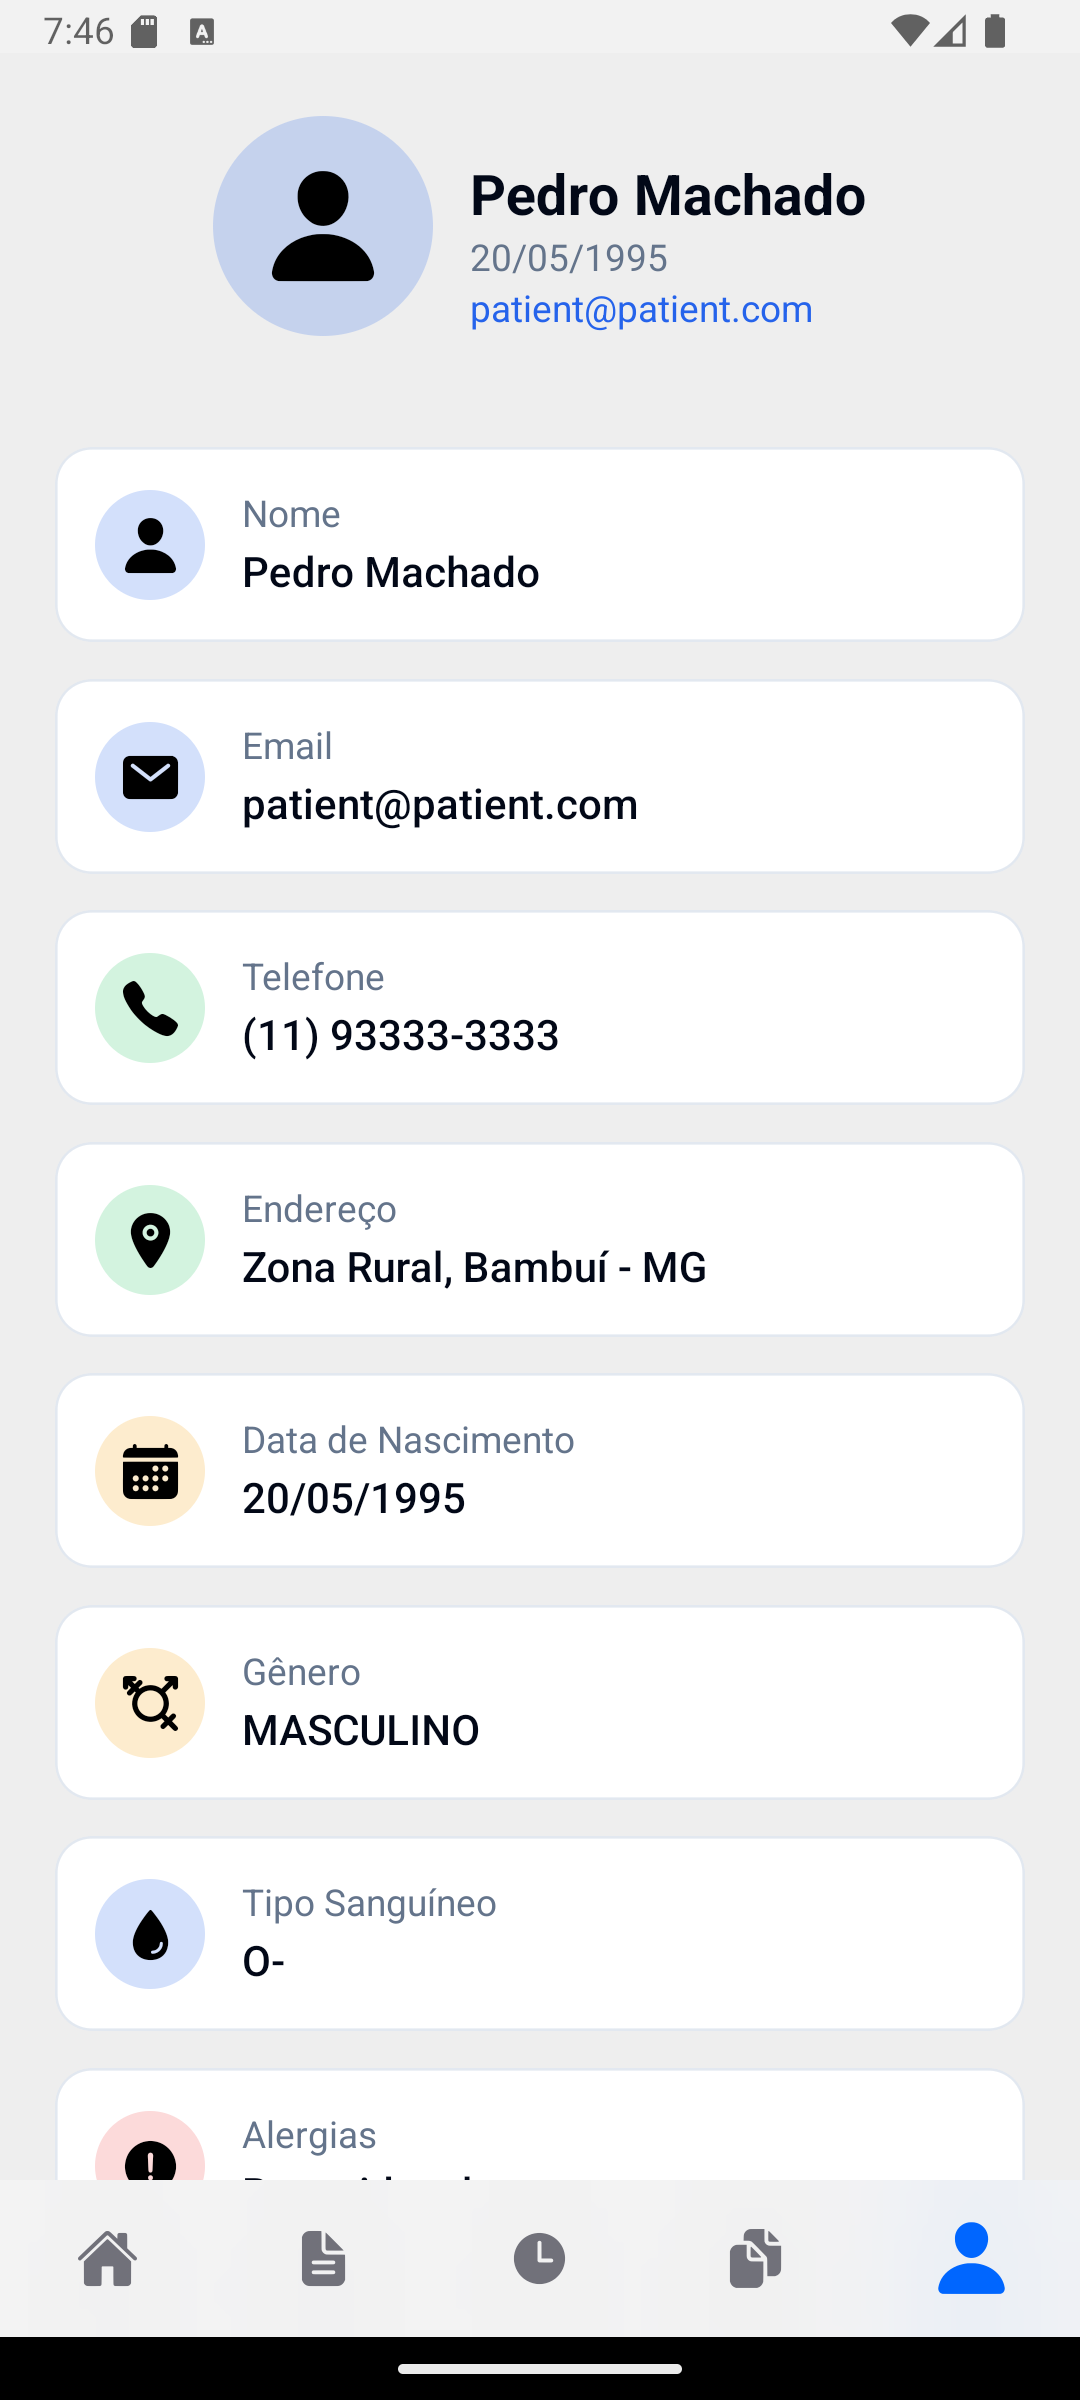 7:46
Pedro Machado
20/05/1995
patient@patient.com
Nome
Pedro Machado
Email
patient@patient.com
Telefone
(11) 93333-3333
Endereço
Zona Rural, Bambuí - MG
Data de Nascimento
20/05/1995
Gênero
MASCULINO
Tipo Sanguíneo
O-
Alergias